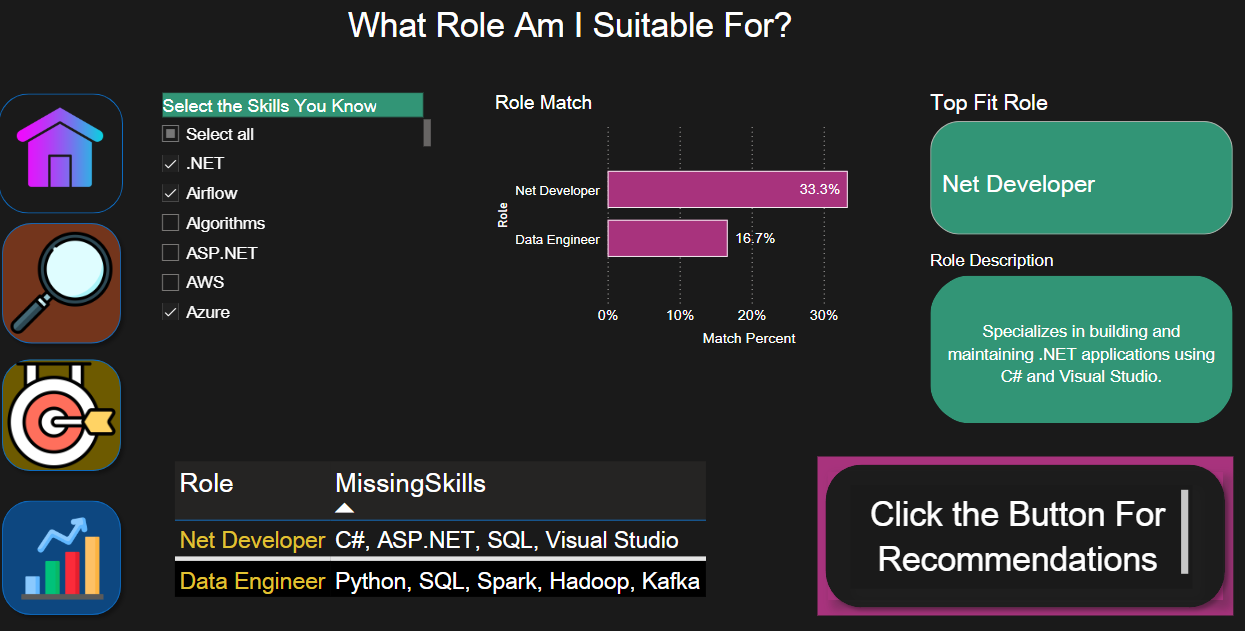 What Role Am I Suitable For?
Select the Skills You Know
Select all
.NET
Airflow
Algorithms
ASP.NET
AWS
Azure
Role Match
Role
Net Developer
33.3%
Data Engineer
16.7%
0% 10% 20% 30%
Match Percent
Top Fit Role
Net Developer
Role Description
Specializes in building and
maintaining .NET applications using
C# and Visual Studio.
Role MissingSkills
Net Developer C#, ASP.NET, SQL, Visual Studio
Data Engineer Python, SQL, Spark, Hadoop, Kafka
Click the Button For
Recommendations